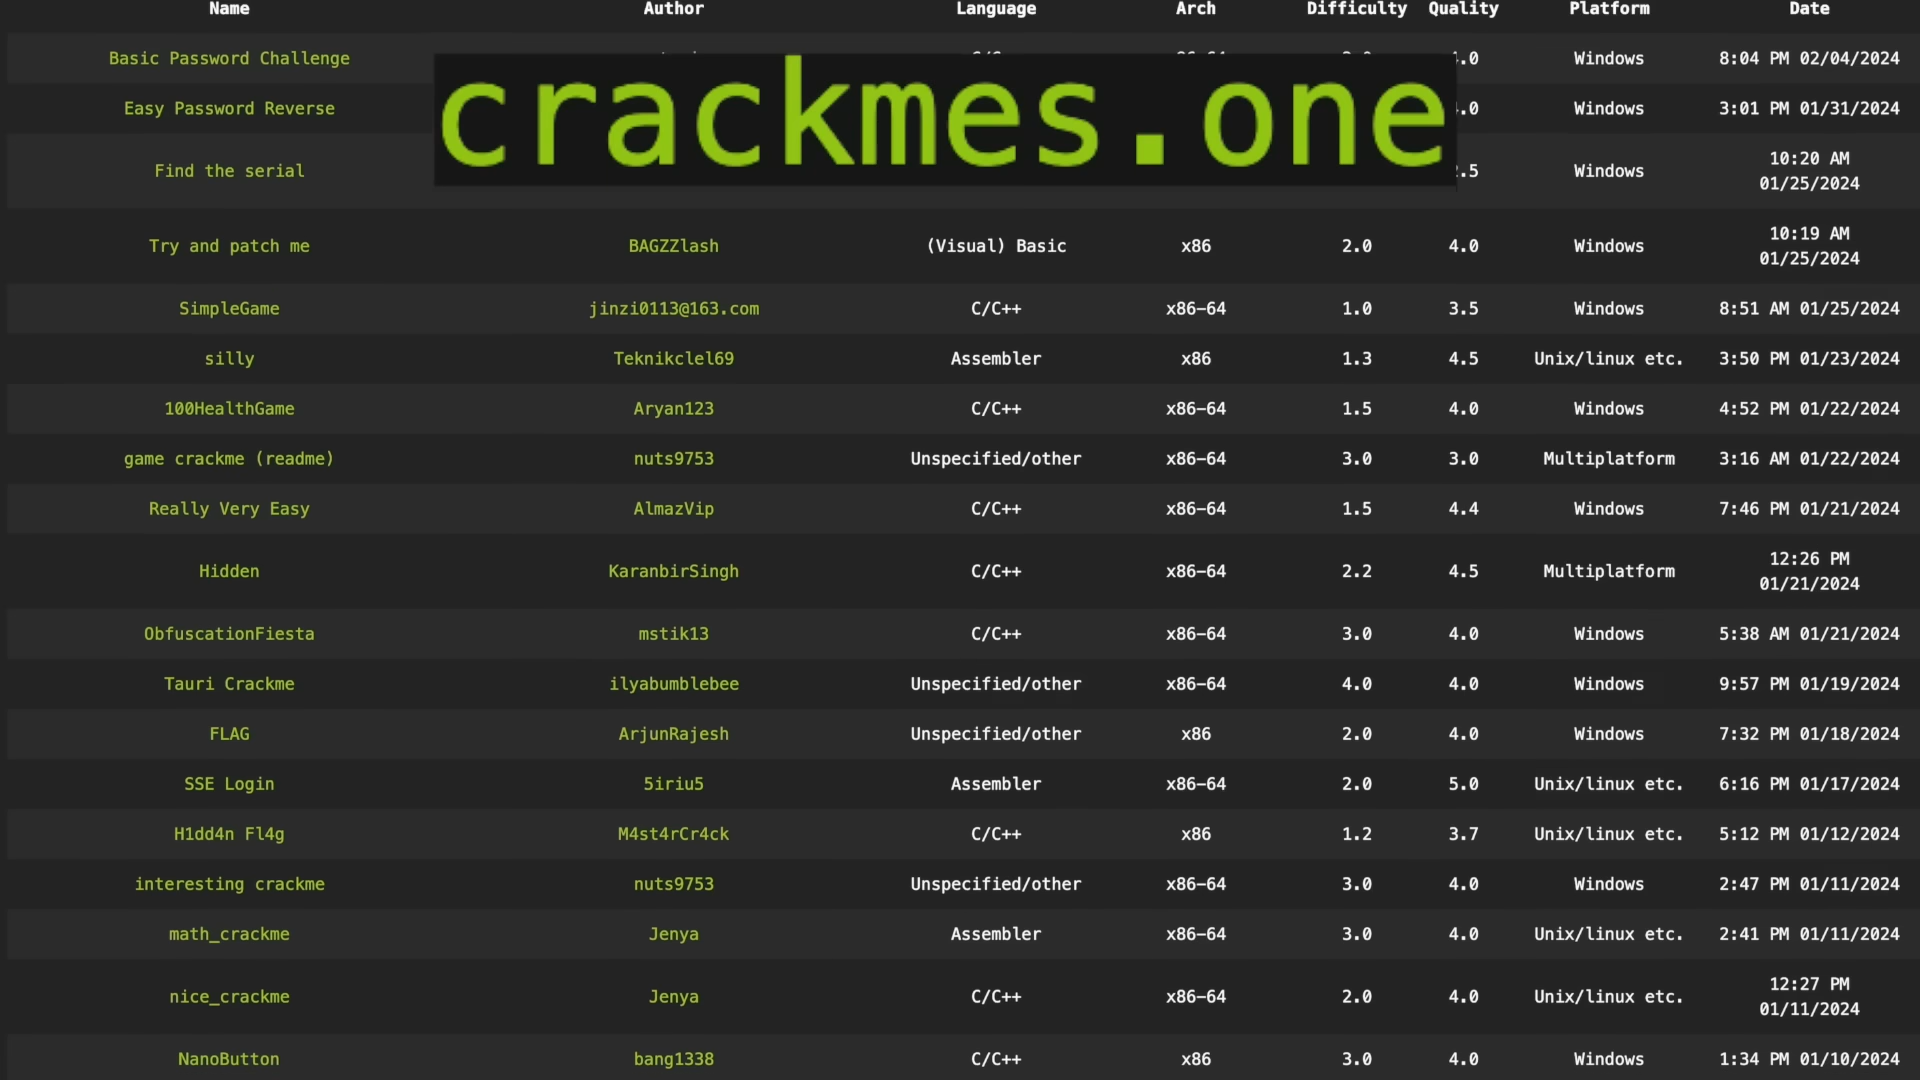 Name Author Language Arch Difficulty Quality Platform Date
Basic Password Challenge Windows 8:04 PM 02/04/2024
crackmes.one
Easy Password Reverse Windows 3:01 PM 01/31/2024
Find the serial Windows 10:20 AM
01/25/2024
Try and patch me BAGZZlash (Visual) Basic x86 2.0 4.0 Windows 10:19 AM
01/25/2024
SimpleGame jinzi0113@163.com C/C++ x86-64 1.0 3.5 Windows 8:51 AM 01/25/2024
silly Teknikclel69 Assembler x86 1.3 4.5 Unix/linux etc. 3:50 PM 01/23/2024
100HealthGame Aryan123 C/C++ x86-64 1.5 4.0 Windows 4:52 PM 01/22/2024
game crackme (readme) nuts9753 Unspecified/other x86-64 3.0 3.0 Multiplatform 3:16 AM 01/22/2024
Really Very Easy AlmazVip C/C++ x86-64 1.5 4.4 Windows 7:46 PM 01/21/2024
Hidden KaranbirSingh C/C++ x86-64 2.2 4.5 Multiplatform 12:26 PM
01/21/2024
ObfuscationFiesta mstik13 C/C++ x86-64 3.0 4.0 Windows 5:38 AM 01/21/2024
Tauri Crackme ilyabumblebee Unspecified/other x86-64 4.0 4.0 Windows 9:57 PM 01/19/2024
FLAG ArjunRajesh Unspecified/other x86 2.0 4.0 Windows 7:32 PM 01/18/2024
SSE Login 5iriu5 Assembler x86-64 2.0 5.0 Unix/linux etc. 6:16 PM 01/17/2024
H1dd4n Fl4g M4st4rCr4ck C/C++ x86 1.2 3.7 Unix/linux etc. 5:12 PM 01/12/2024
interesting crackme nuts9753 Unspecified/other x86-64 3.0 4.0 Windows 2:47 PM 01/11/2024
math_crackme Jenya Assembler x86-64 3.0 4.0 Unix/linux etc. 2:41 PM 01/11/2024
nice_crackme Jenya C/C++ x86-64 2.0 4.0 Unix/linux etc. 12:27 PM
01/11/2024
NanoButton bang1338 C/C++ x86 3.0 4.0 Windows 1:34 PM 01/10/2024